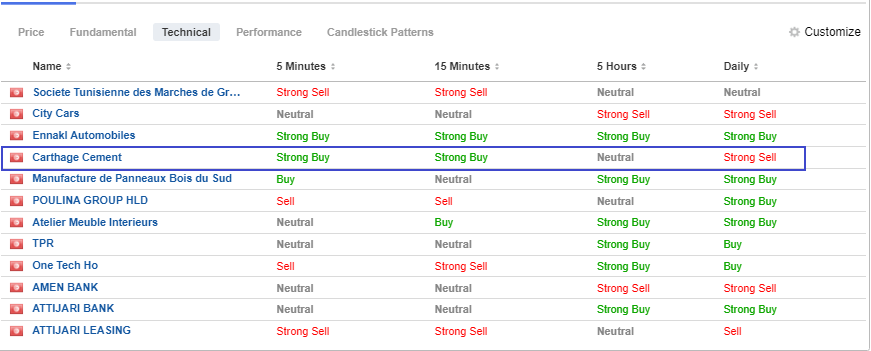 Price Fundamental Technical Performance Candlestick Patterns Customize
Name 5 Minutes 15 Minutes 5 Hours Daily
Societe Tunisienne des Marches de Gr... Strong Sell Strong Sell Neutral Neutral
City Cars Neutral Neutral Strong Sell Strong Sell
Ennakl Automobiles Strong Buy Strong Buy Strong Buy Strong Buy
Carthage Cement Strong Buy Strong Buy Neutral Strong Sell
Manufacture de Panneaux Bois du Sud Buy Neutral Strong Buy Strong Buy
POULINA GROUP HLD Sell Sell Neutral Strong Buy
Atelier Meuble Interieurs Neutral Buy Strong Buy Strong Buy
TPR Neutral Neutral Strong Buy Buy
One Tech Ho Sell Strong Sell Strong Buy Buy
AMEN BANK Neutral Neutral Strong Sell Strong Sell
ATTIJARI BANK Neutral Neutral Strong Buy Strong Buy
ATTIJARI LEASING Strong Sell Strong Sell Neutral Sell